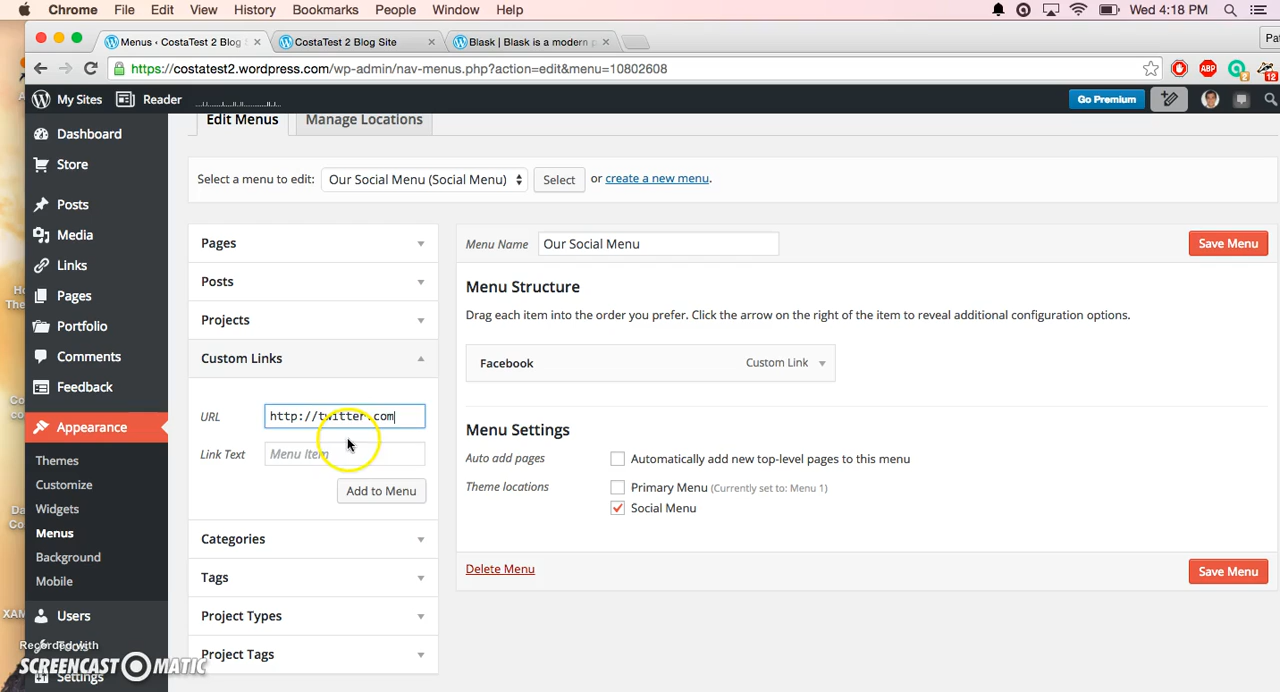 Chrome File Edit View History Bookmarks People Window Help Wed 4:18 PM
Menus ‹ CostaTest 2 Blog CostaTest 2 Blog Site Blask | Blask is a modern p Pa
https://costatest2.wordpress.com/wp-admin/nav-menus.php?action=edit&menu=10802608 ABP 2 12
My Sites Reader Go Premium
Edit Menus Manage Locations
Dashboard
Store
Posts
Media
Links
Pages
Portfolio
Comments
Feedback
Appearance
Themes
Customize
Widgets
Menus
Background
Mobile
Users
Tools
Settings
Select a menu to edit: Our Social Menu (Social Menu) Select or create a new menu.
Pages
Posts
Projects
Custom Links
URL http://twitter.com
Link Text Menu Item
Add to Menu
Categories
Tags
Project Types
Project Tags
Menu Name Our Social Menu Save Menu
Menu Structure
Drag each item into the order you prefer. Click the arrow on the right of the item to reveal additional configuration options.
Facebook Custom Link
Menu Settings
Auto add pages Automatically add new top-level pages to this menu
Theme locations Primary Menu (Currently set to: Menu 1)
Social Menu
Delete Menu Save Menu
XAM
Recorded with
SCREENCAST MATIC